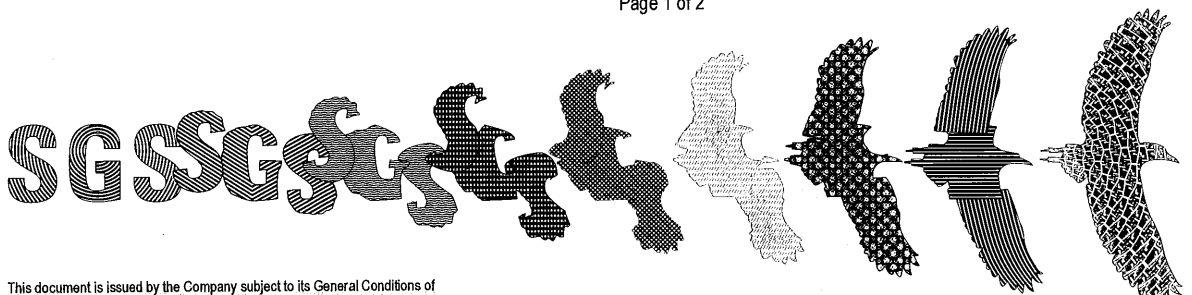 Page 1 of 2
SGS
This document is issued by the Company subject to its General Conditions of